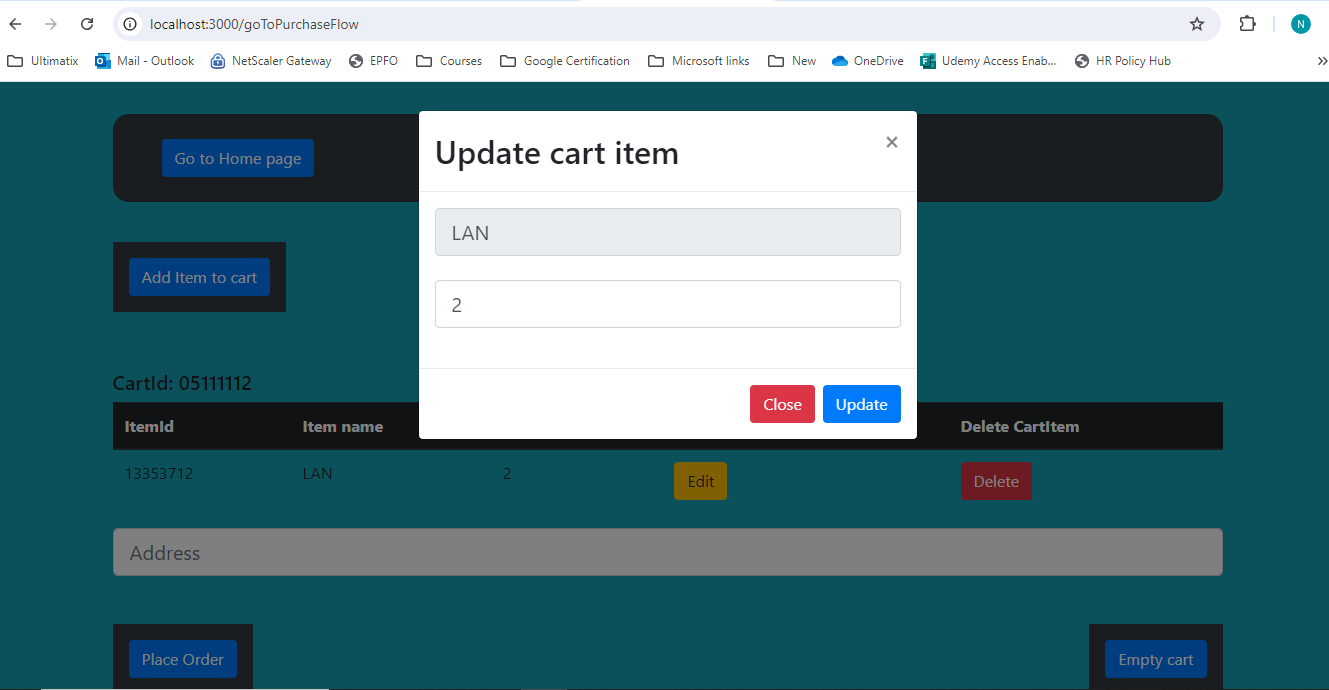 localhost:3000/goToPurchaseFlow
N
Ultimatix Mail - Outlook NetScaler Gateway EPFO Courses Google Certification Microsoft links New OneDrive Udemy Access Enab... HR Policy Hub »
Go to Home page
Update cart item ×
LAN
2
Close Update
Add Item to cart
CartId: 05111112
ItemId Item name Delete CartItem
13353712 LAN 2 Edit Delete
Address
Place Order Empty cart